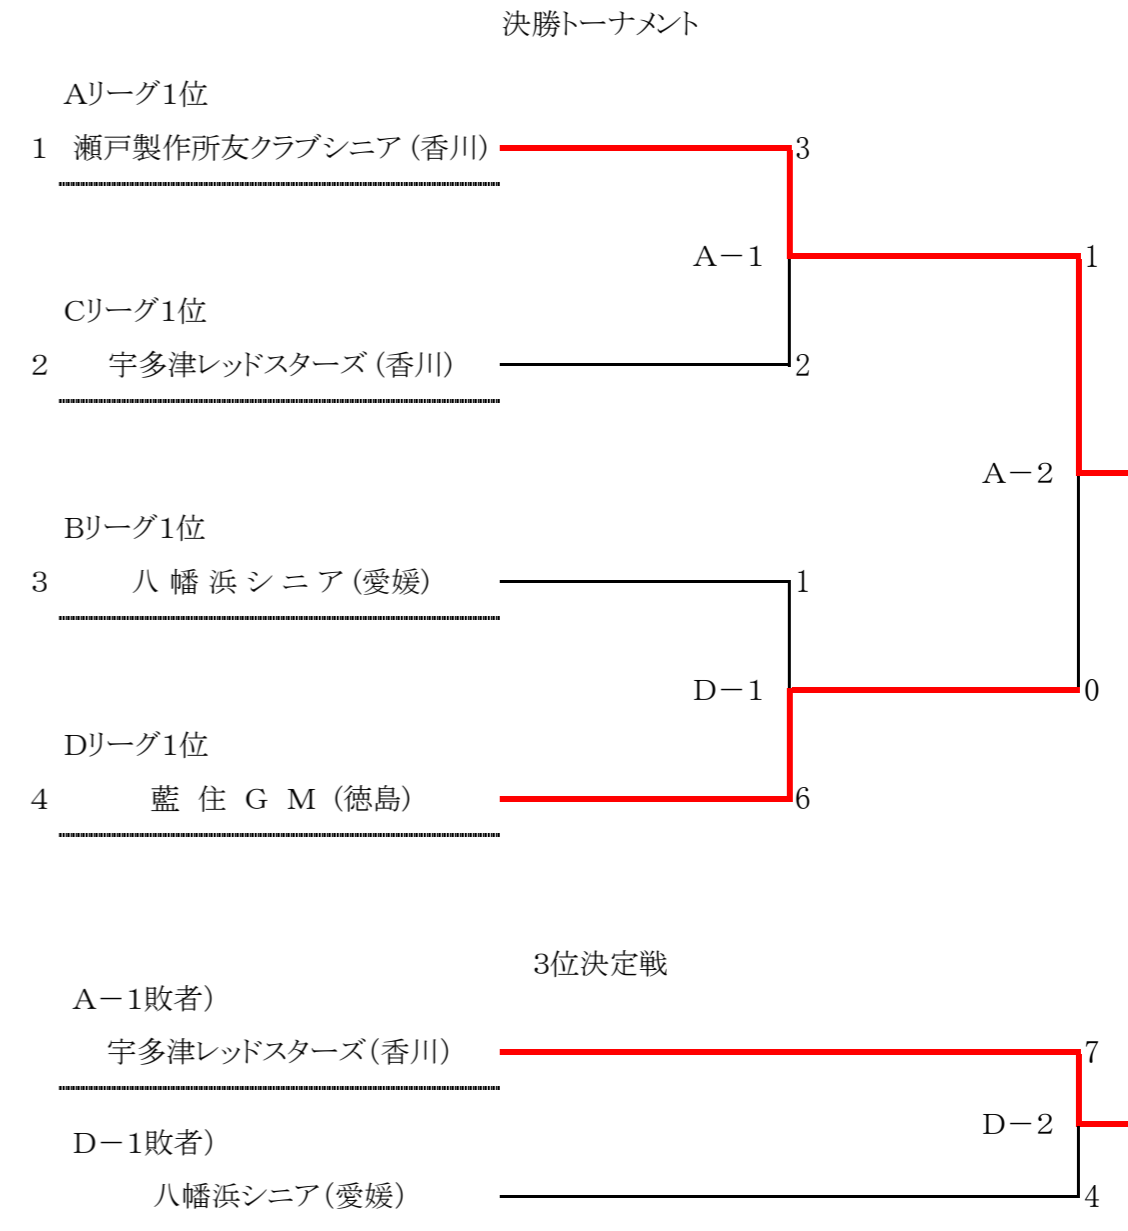 決勝トーナメント
Aリーグ1位
1 瀬戸製作所友クラブシニア(香川) 3
A-1 1
Cリーグ1位
2 宇多津レッドスターズ(香川) 2
A-2
Bリーグ1位
3 八幡浜シニア(愛媛) 1
D-1 0
Dリーグ1位
4 藍住GM(徳島) 6
3位決定戦
A-1敗者)
宇多津レッドスターズ(香川) 7
D-2
D-1敗者)
八幡浜シニア(愛媛) 4